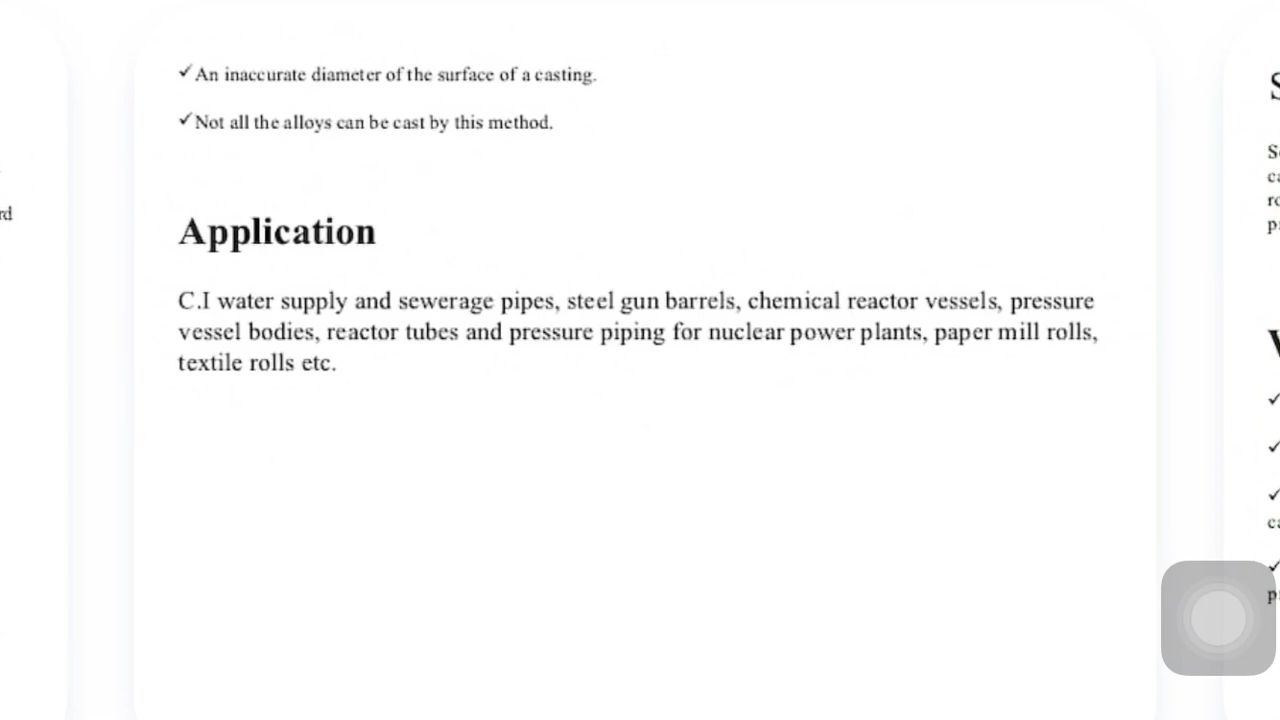 ✓An inaccurate diameter of the surface of a casting.
✓Not all the alloys can be cast by this method.
Application
C.I water supply and sewerage pipes, steel gun barrels, chemical reactor vessels, pressure
vessel bodies, reactor tubes and pressure piping for nuclear power plants, paper mill rolls,
textile rolls etc.